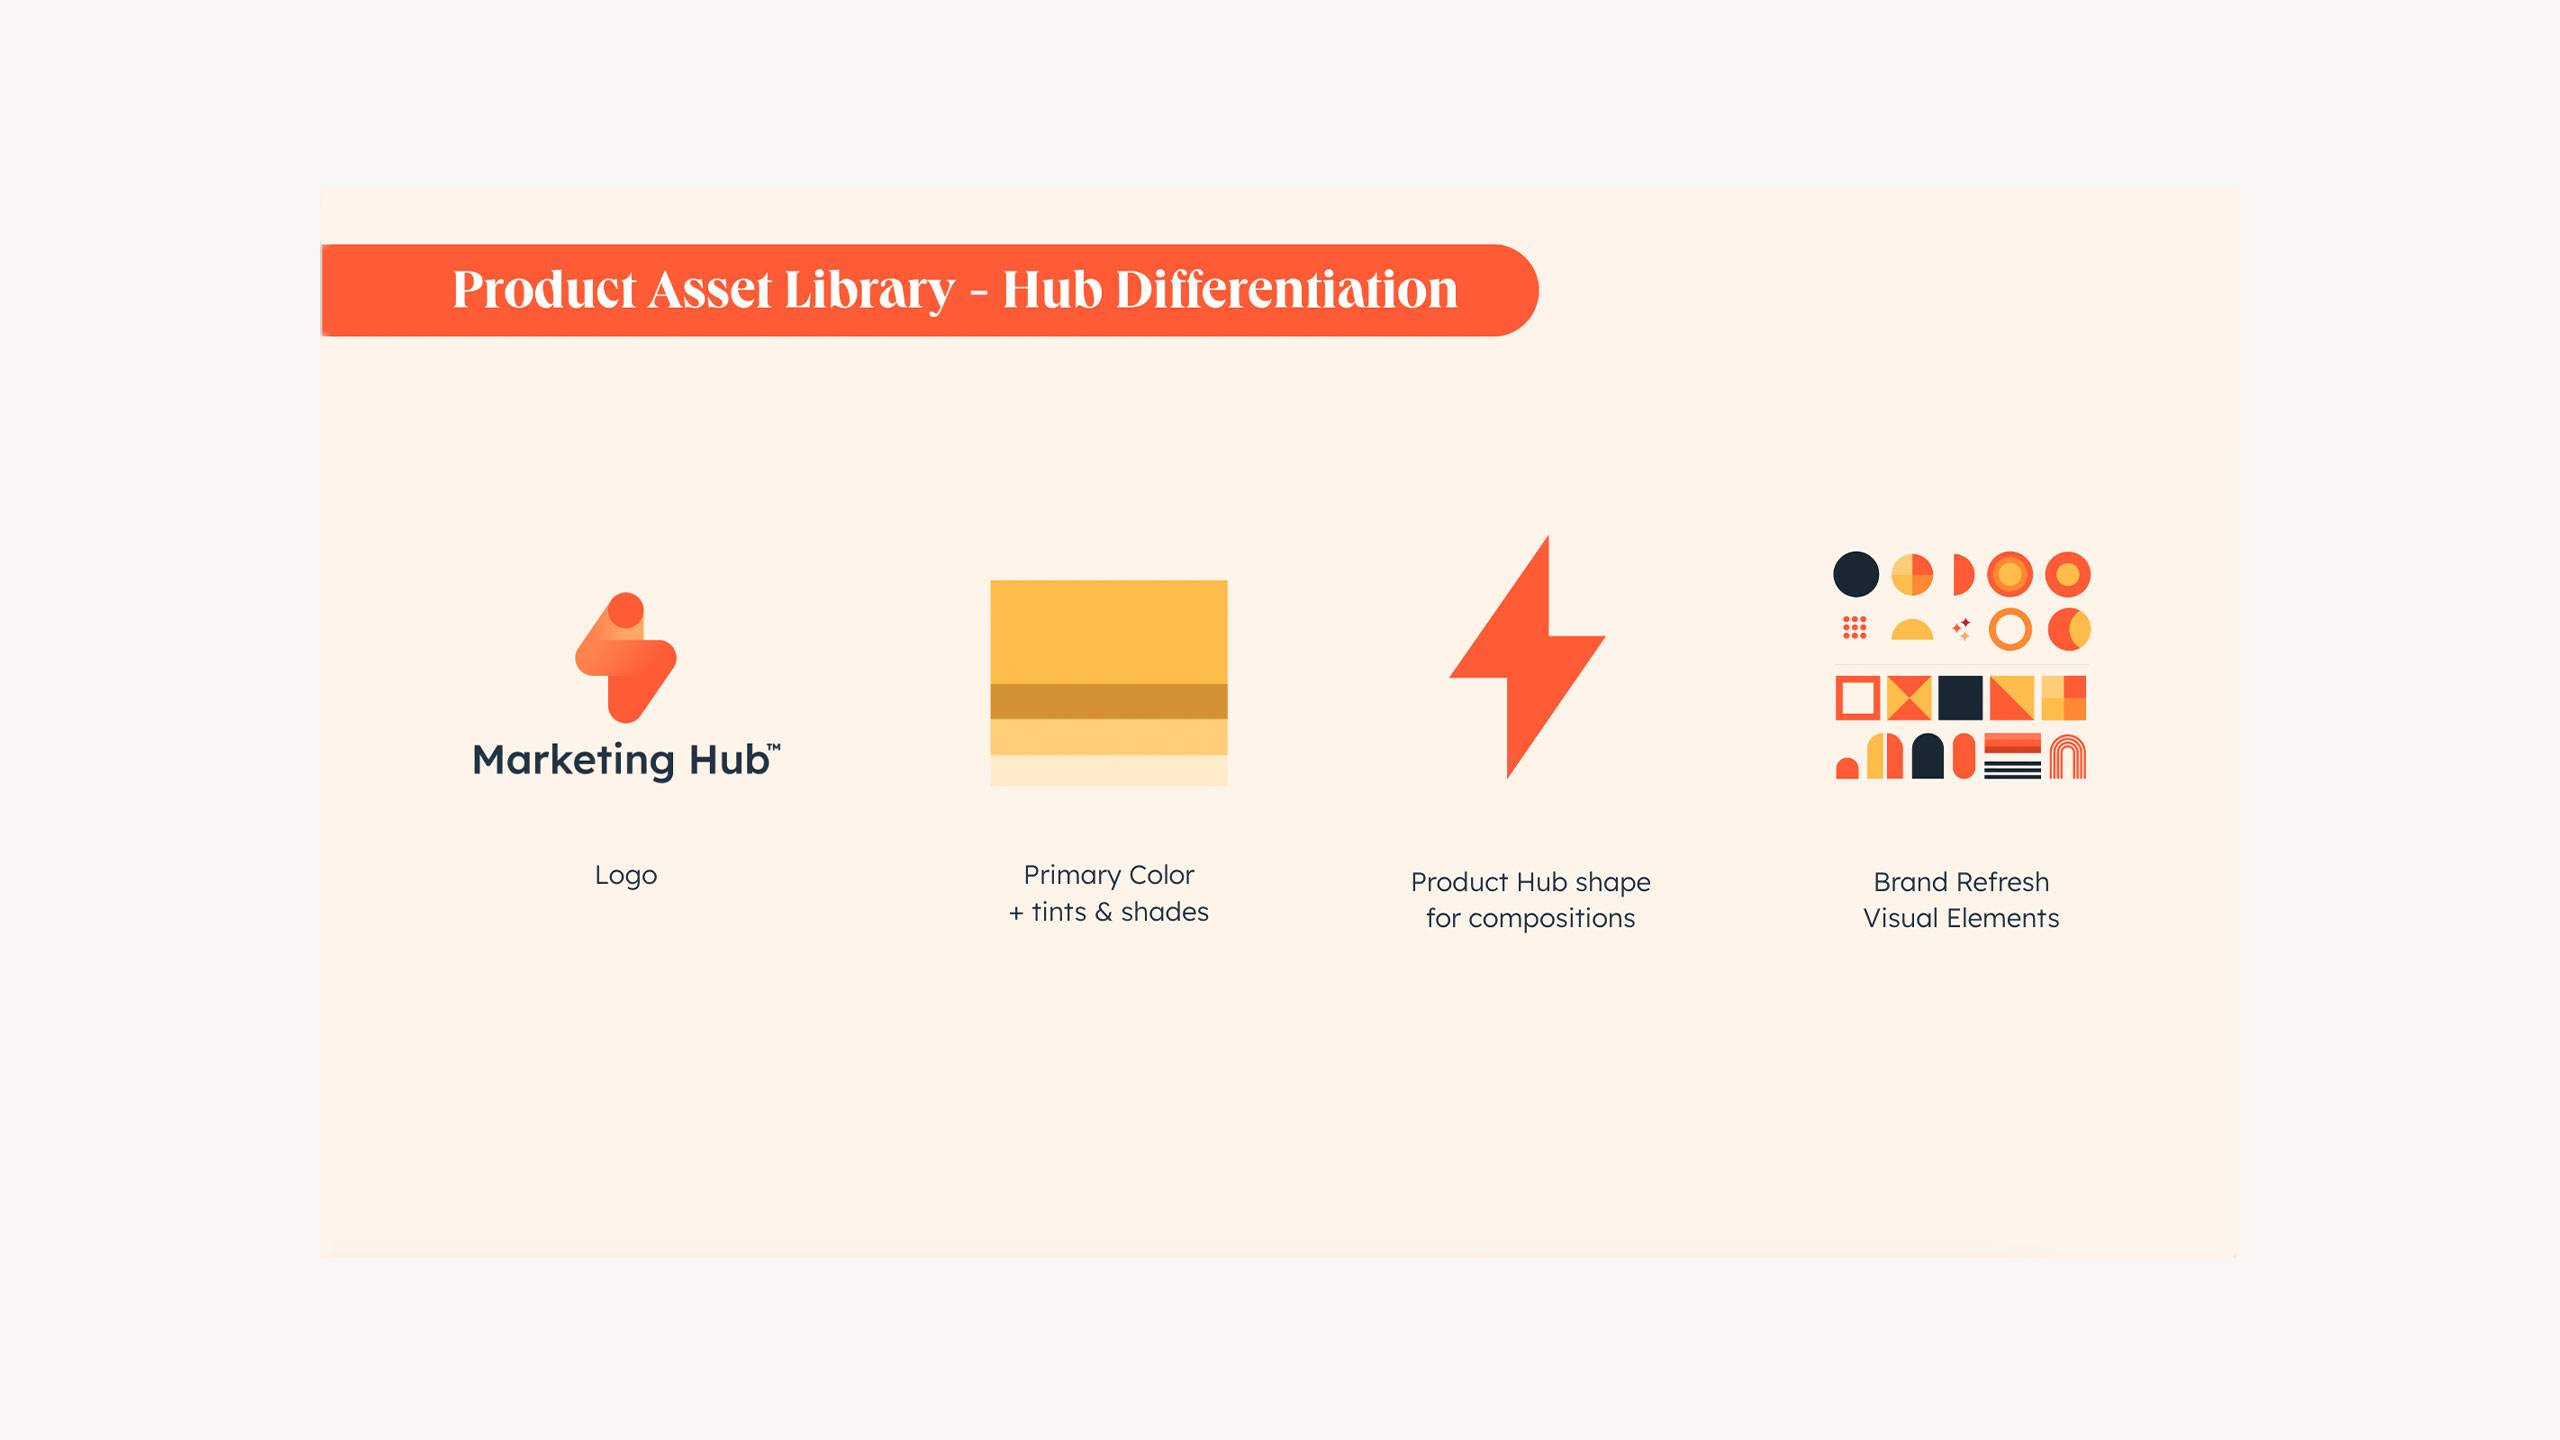 Product Asset Library - Hub Differentiation
Marketing Hub™
Logo
Primary Color
+ tints & shades
Product Hub shape
for compositions
Brand Refresh
Visual Elements